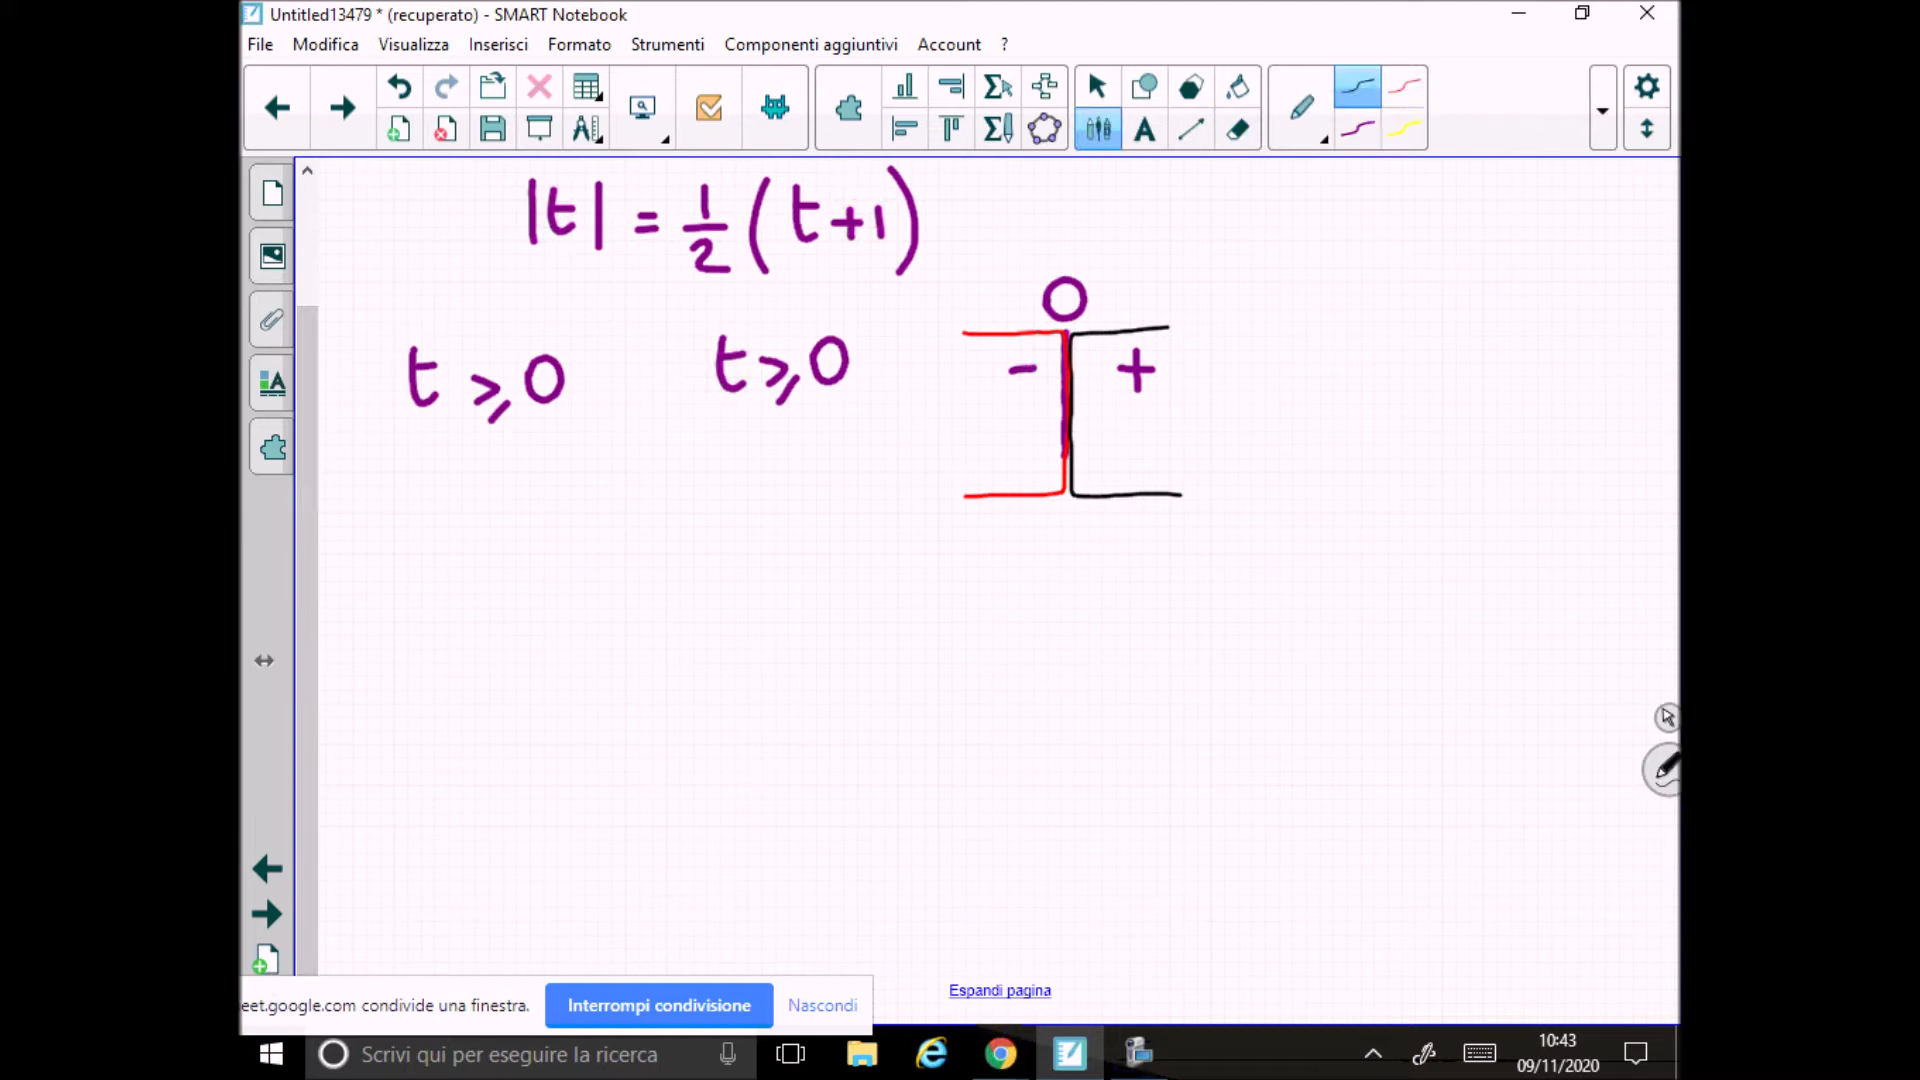 Untitled13479 * (recuperato) - SMART Notebook
File Modifica Visualizza Inserisci Formato Strumenti Componenti aggiuntivi Account ?
|t| = 1/2 (t+1)
0
t ⩾ 0 t ⩾ 0 - +
Espandi pagina
eet.google.com condivide una finestra. Interrompi condivisione Nascondi
Scrivi qui per eseguire la ricerca
10:43
09/11/2020